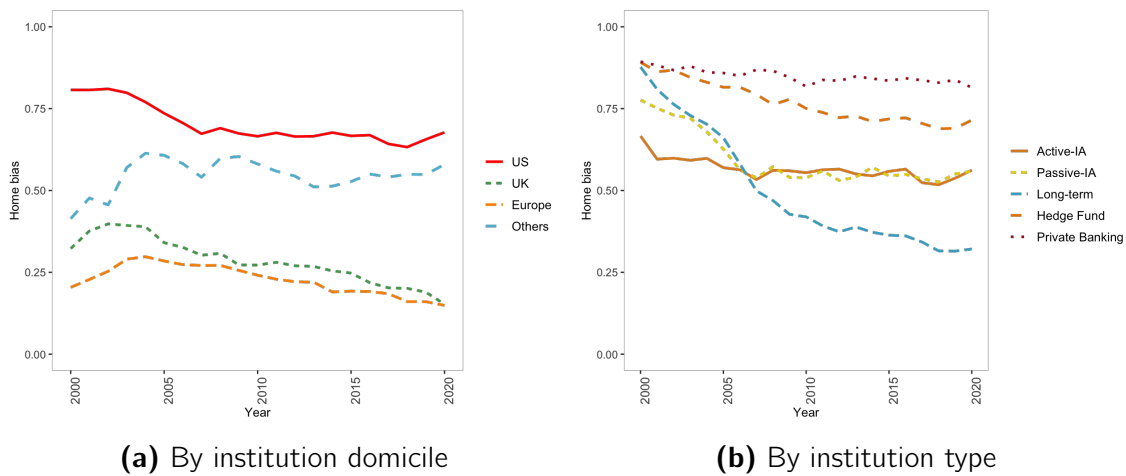 1.00
0.75
0.50
0.25
0.00
Home bias
2000
2005
2010
2015
2020
Year
US
UK
Europe
Others
(a) By institution domicile
1.00
0.75
0.50
0.25
0.00
Home bias
2000
2005
2010
2015
2020
Year
Active-IA
Passive-IA
Long-term
Hedge Fund
Private Banking
(b) By institution type